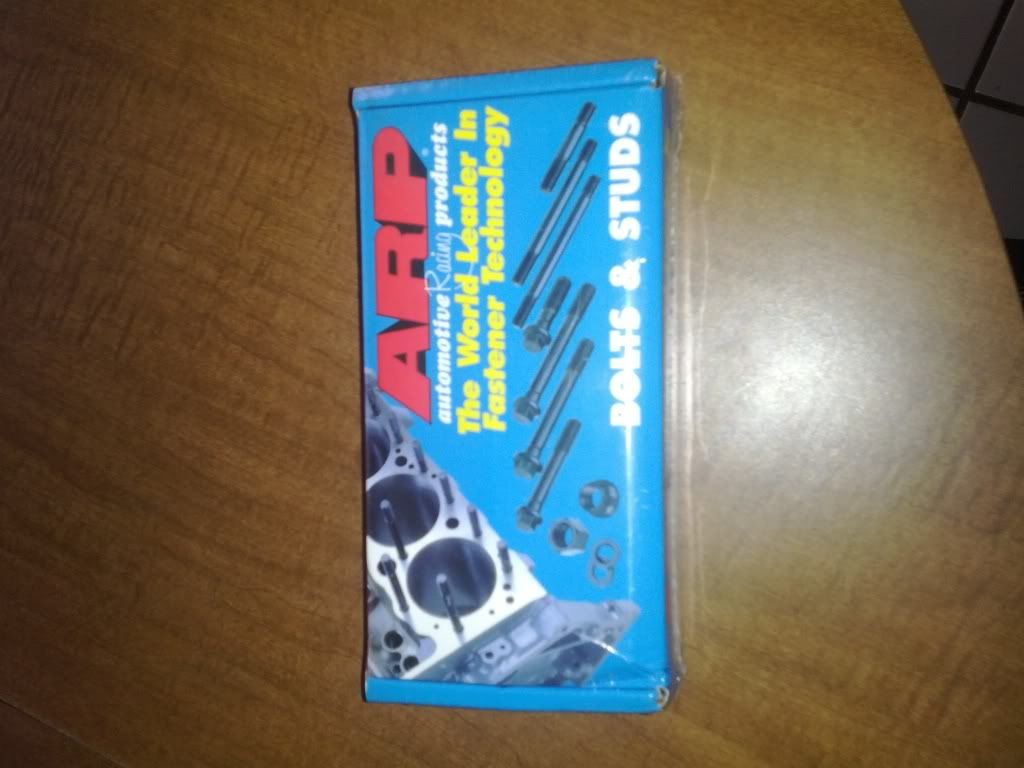 ARP®
automotive Racing products
The World Leader In
Fastener Technology
BOLTS & STUDS